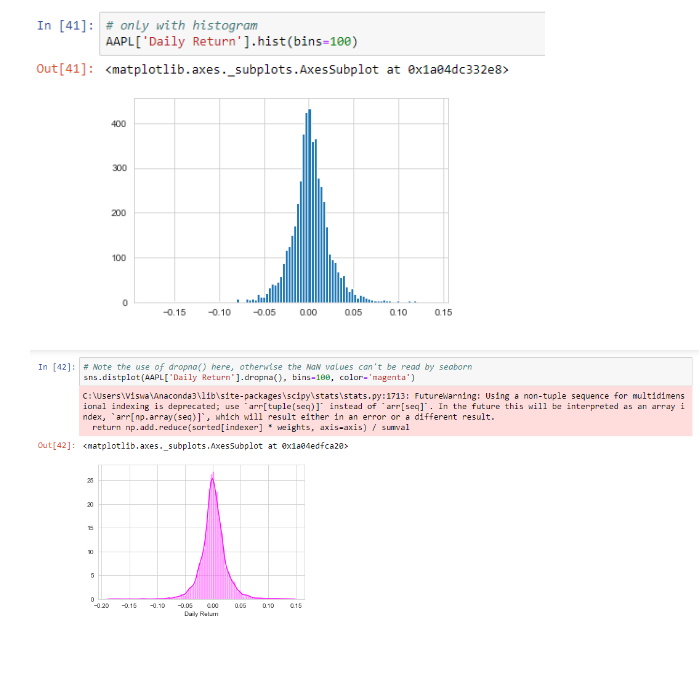 In [41]: # only with histogram
AAPL['Daily Return'].hist(bins=100)
Out[41]: <matplotlib.axes._subplots.AxesSubplot at 0x1a04dc332e8>
400
300
200
100
0
-0.15 -0.10 -0.05 0.00 0.05 0.10 0.15
In [42]: # Note the use of dropna() here, otherwise the NaN values can't be read by seaborn
sns.distplot(AAPL['Daily Return'].dropna(), bins=100, color='magenta')
C:\Users\Viswa\Anaconda3\lib\site-packages\scipy\stats\stats.py:1713: FutureWarning: Using a non-tuple sequence for multidimens
ional indexing is deprecated; use `arr[tuple(seq)]` instead of `arr[seq]`. In the future this will be interpreted as an array i
ndex, `arr[np.array(seq)]`, which will result either in an error or a different result.
return np.add.reduce(sorted[indexer] * weights, axis=axis) / sumval
Out[42]: <matplotlib.axes._subplots.AxesSubplot at 0x1a04edfca20>
25
20
15
10
5
0
-0.20 -0.15 -0.10 -0.05 0.00 0.05 0.10 0.15
Daily Return